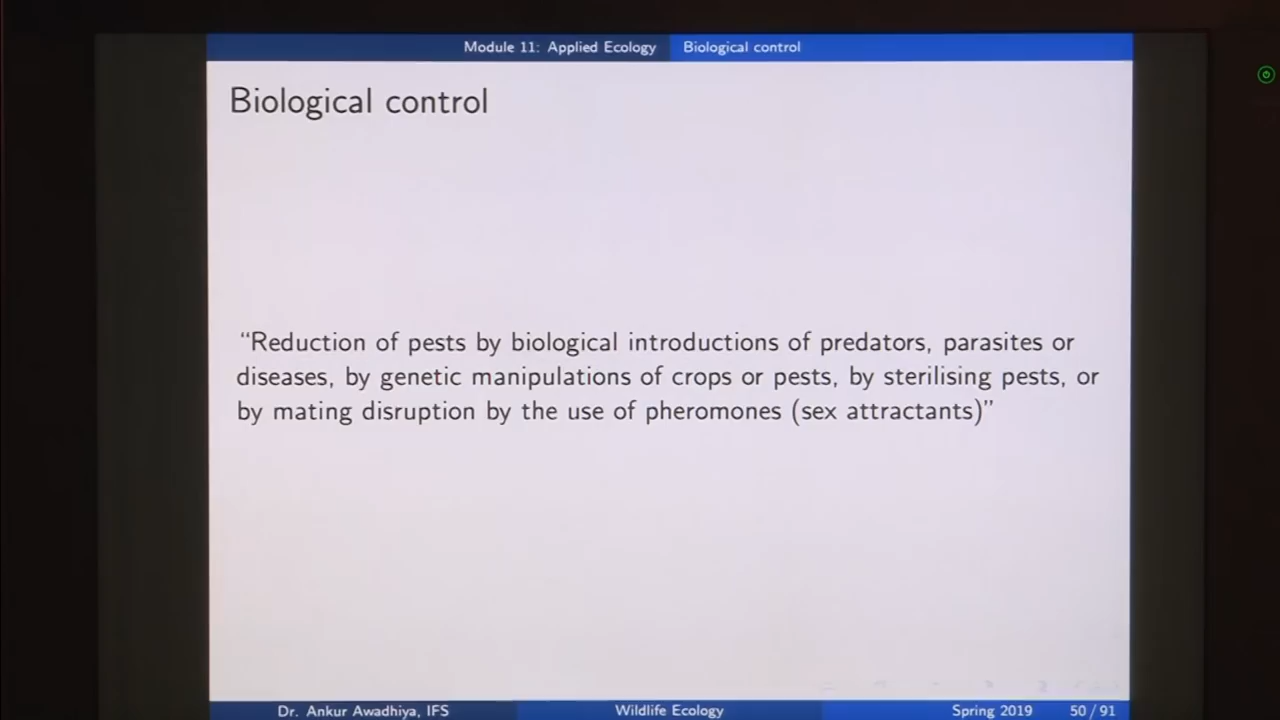 Module 11: Applied Ecology Biological control
Biological control
“Reduction of pests by biological introductions of predators, parasites or
diseases, by genetic manipulations of crops or pests, by sterilising pests, or
by mating disruption by the use of pheromones (sex attractants)”
Dr. Ankur Awadhiya, IFS Wildlife Ecology Spring 2019 50 / 91